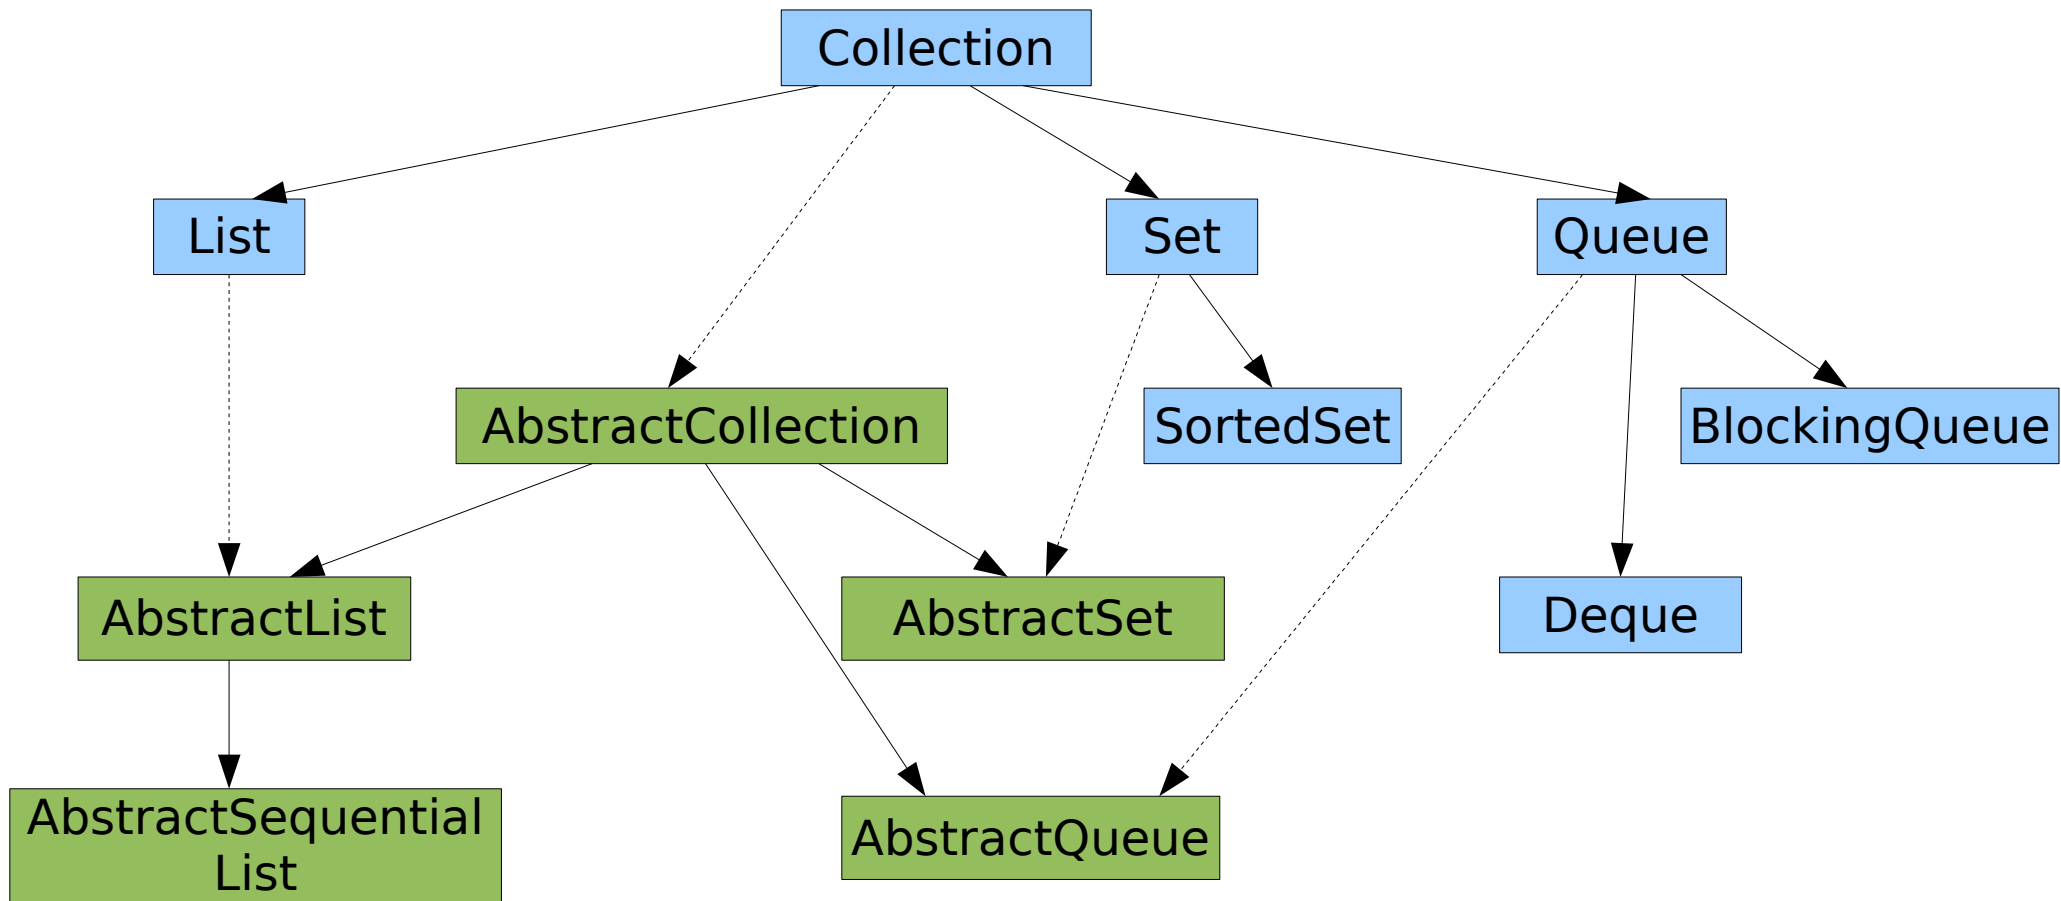 Collection
List
Set
Queue
AbstractCollection
SortedSet
BlockingQueue
AbstractList
AbstractSet
Deque
AbstractSequential
List
AbstractQueue